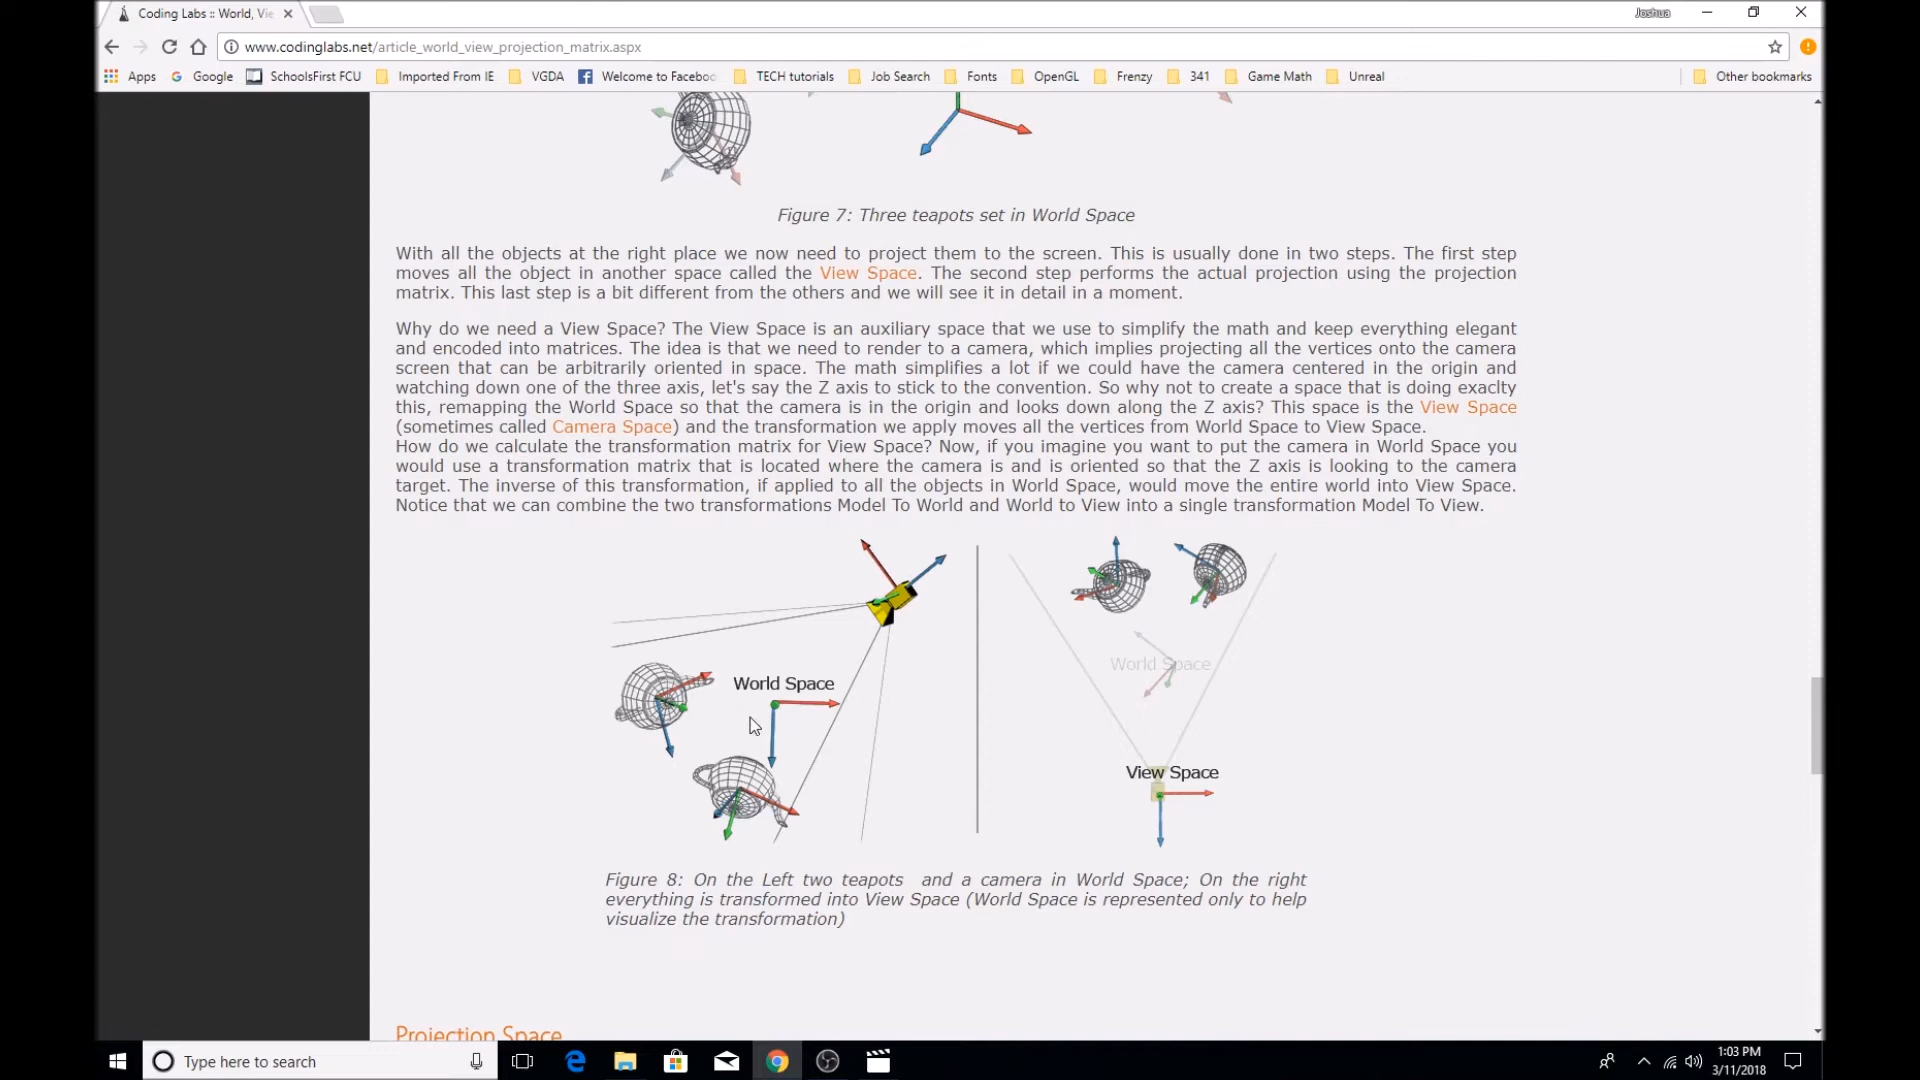 Coding Labs :: World, Vie
Joshua
www.codinglabs.net/article_world_view_projection_matrix.aspx
Apps Google SchoolsFirst FCU Imported From IE VGDA Welcome to Faceboo TECH tutorials Job Search Fonts OpenGL Frenzy 341 Game Math Unreal Other bookmarks
Figure 7: Three teapots set in World Space
With all the objects at the right place we now need to project them to the screen. This is usually done in two steps. The first step
moves all the object in another space called the View Space. The second step performs the actual projection using the projection
matrix. This last step is a bit different from the others and we will see it in detail in a moment.
Why do we need a View Space? The View Space is an auxiliary space that we use to simplify the math and keep everything elegant
and encoded into matrices. The idea is that we need to render to a camera, which implies projecting all the vertices onto the camera
screen that can be arbitrarily oriented in space. The math simplifies a lot if we could have the camera centered in the origin and
watching down one of the three axis, let's say the Z axis to stick to the convention. So why not to create a space that is doing exaclty
this, remapping the World Space so that the camera is in the origin and looks down along the Z axis? This space is the View Space
(sometimes called Camera Space) and the transformation we apply moves all the vertices from World Space to View Space.
How do we calculate the transformation matrix for View Space? Now, if you imagine you want to put the camera in World Space you
would use a transformation matrix that is located where the camera is and is oriented so that the Z axis is looking to the camera
target. The inverse of this transformation, if applied to all the objects in World Space, would move the entire world into View Space.
Notice that we can combine the two transformations Model To World and World to View into a single transformation Model To View.
World Space
World Space
View Space
Figure 8: On the Left two teapots and a camera in World Space; On the right
everything is transformed into View Space (World Space is represented only to help
visualize the transformation)
Projection Space
Type here to search
1:03 PM
3/11/2018